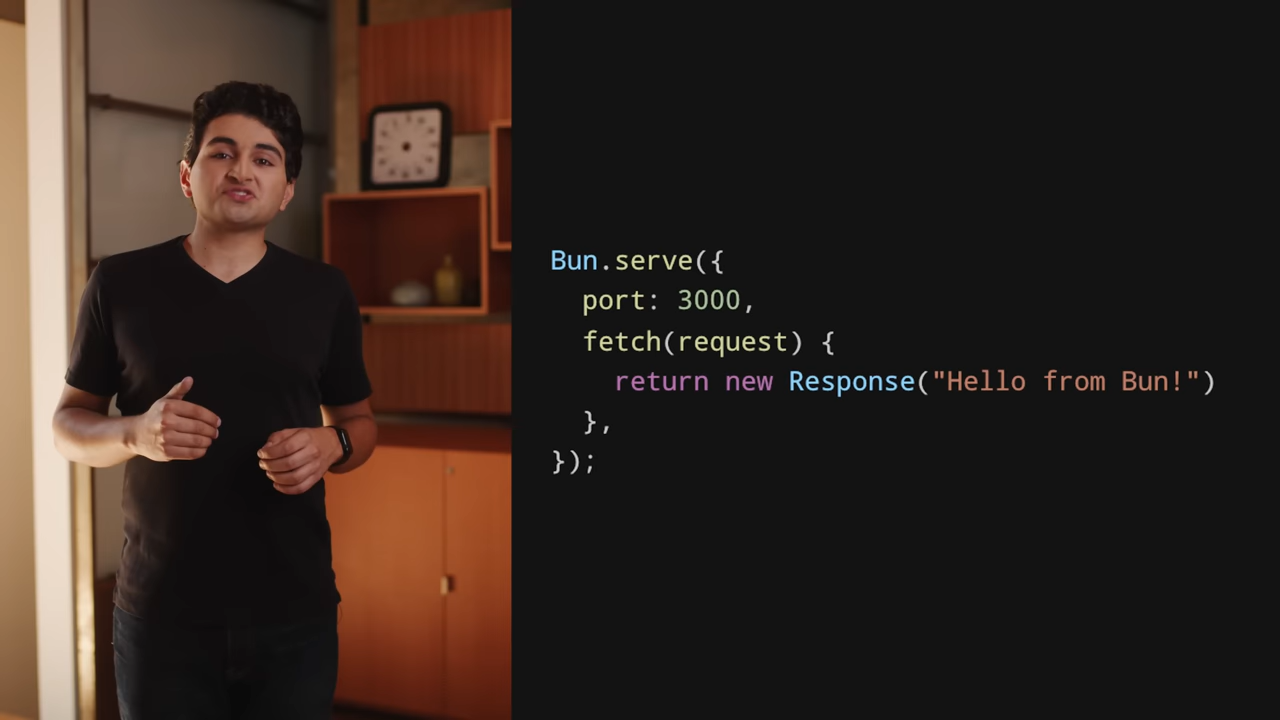 Bun.serve({
  port: 3000,
  fetch(request) {
    return new Response("Hello from Bun!")
  },
});